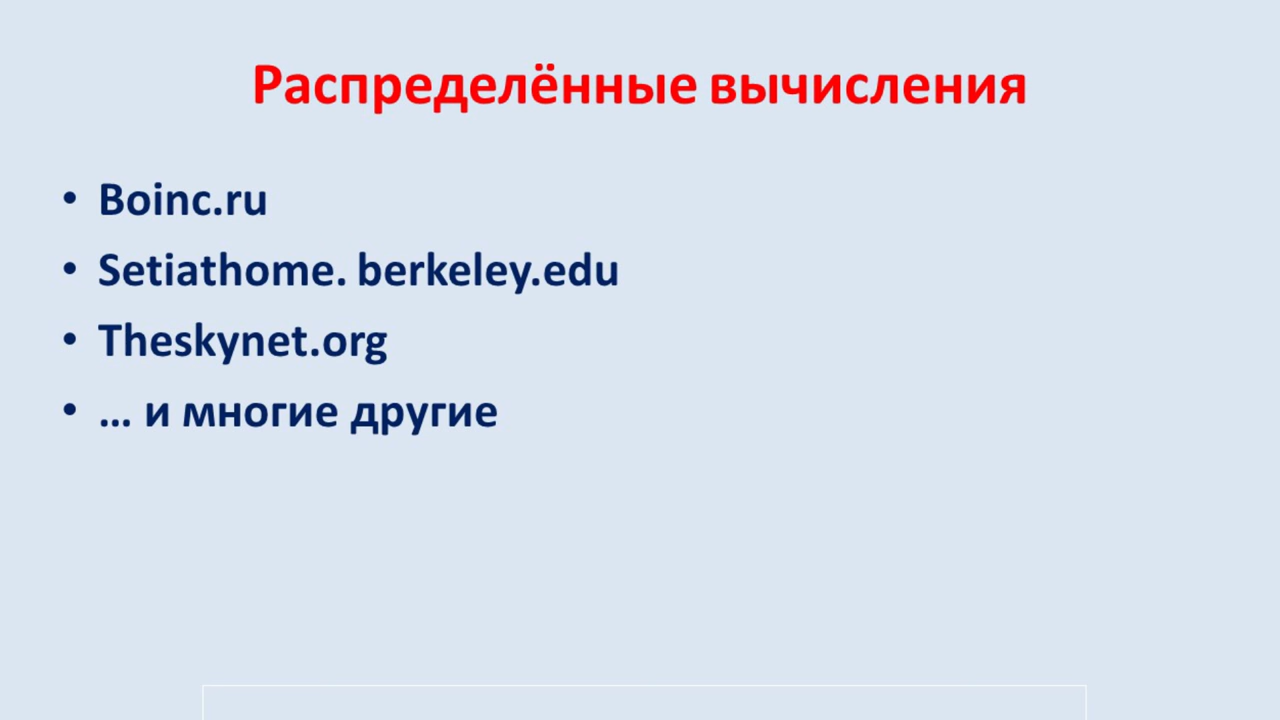 Распределённые вычисления
• Boinc.ru
• Setiathome. berkeley.edu
• Theskynet.org
• … и многие другие